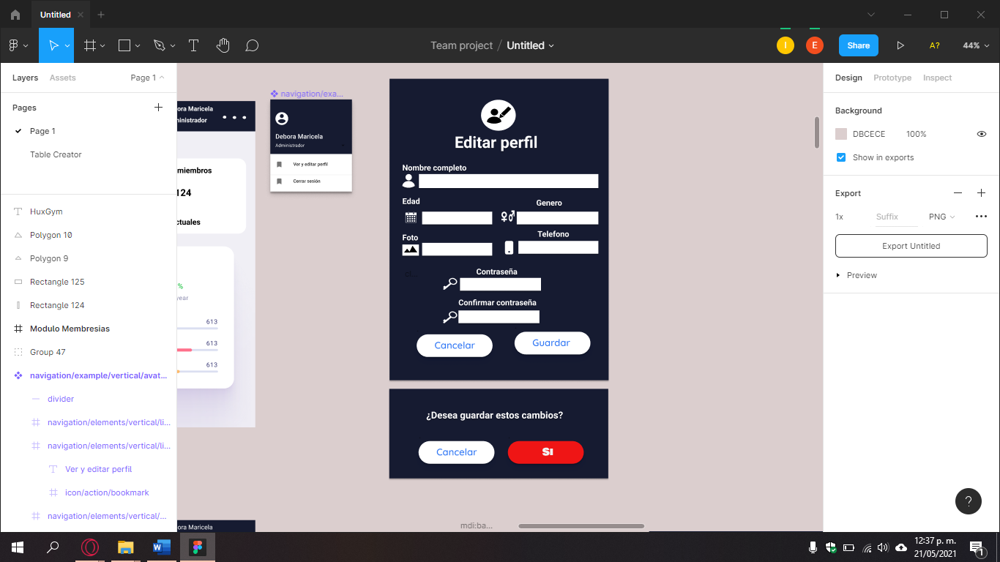 Untitled
Team project / Untitled
I
E
Share
A?
44%
Layers
Assets
Page 1
Pages
Page 1
Table Creator
HuxGym
Polygon 10
Polygon 9
Rectangle 125
Rectangle 124
Modulo Membresias
Group 47
navigation/example/vertical/avat...
divider
navigation/elements/vertical/li...
navigation/elements/vertical/li...
Ver y editar perfil
icon/action/bookmark
navigation/elements/vertical/...
ora Maricela
ministrador
miembros
124
ctuales
%
year
613
613
613
ora Maricela
navigation/exa...
Debora Maricela
Administrador
Ver y editar perfil
Cerrar sesión
Editar perfil
Nombre completo
Edad
Genero
Foto
Telefono
Contraseña
Confirmar contraseña
Cancelar
Guardar
¿Desea guardar estos cambios?
Cancelar
SI
mdi:ba...
Design
Prototype
Inspect
Background
DBCECE
100%
Show in exports
Export
1x
Suffix
PNG
Export Untitled
Preview
?
12:37 p. m.
21/05/2021
1